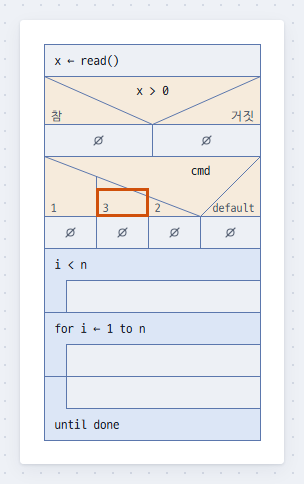 x ← read()
x > 0
참 거짓
cmd
1 3 2 default
∅ ∅ ∅ ∅
i < n
for i ← 1 to n
until done